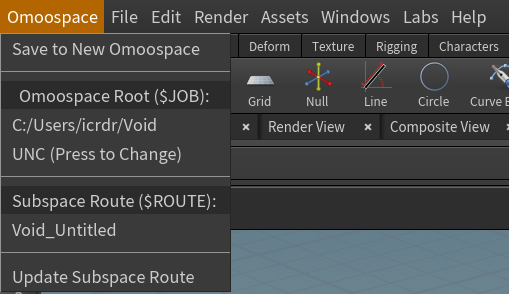 Omoospace File Edit Render Assets Windows Labs Help
Save to New Omoospace
Deform Texture Rigging Characters
Omoospace Root ($JOB):
Grid Null Line Circle
C:/Users/icrdr/Void
× Render View × Composite View ×
UNC (Press to Change)
Subspace Route ($ROUTE):
Void_Untitled
Update Subspace Route